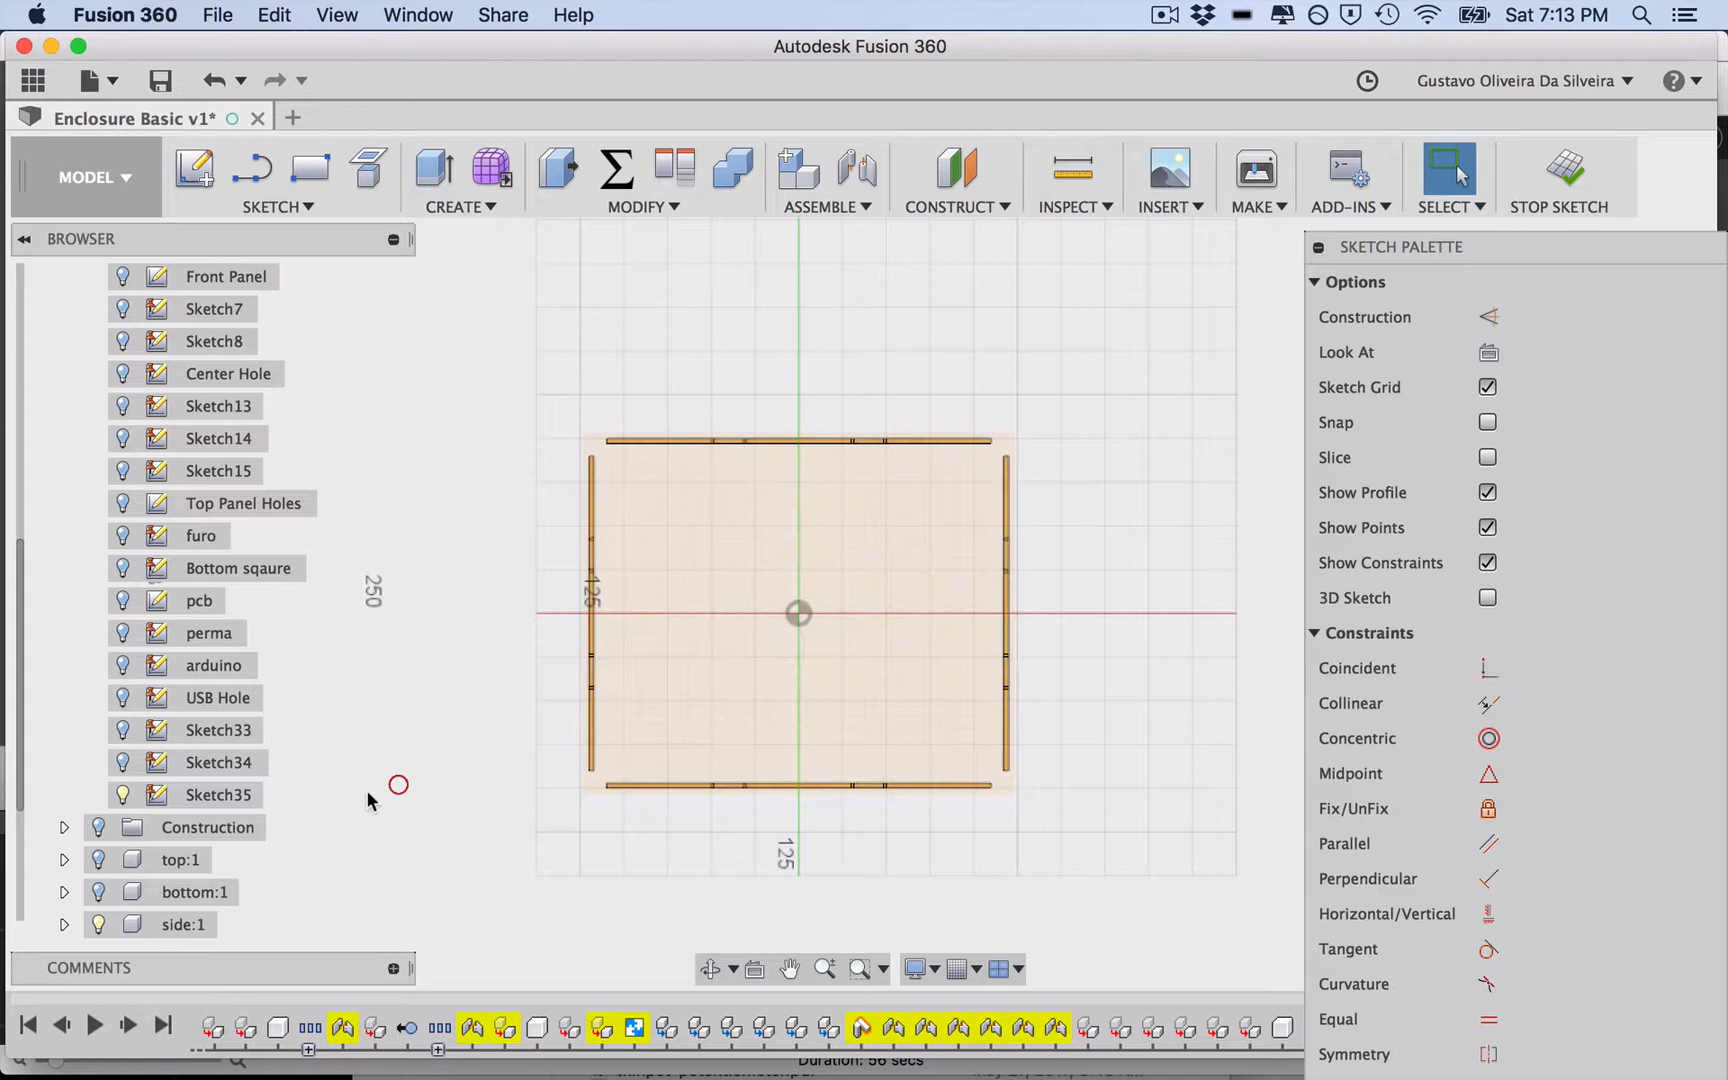 Fusion 360 File Edit View Window Share Help Sat 7:13 PM
Autodesk Fusion 360
Gustavo Oliveira Da Silveira
Enclosure Basic v1*
MODEL
SKETCH CREATE MODIFY ASSEMBLE CONSTRUCT INSPECT INSERT MAKE ADD-INS SELECT STOP SKETCH
BROWSER
Front Panel
Sketch7
Sketch8
Center Hole
Sketch13
Sketch14
Sketch15
Top Panel Holes
furo
Bottom sqaure
pcb
perma
arduino
USB Hole
Sketch33
Sketch34
Sketch35
Construction
top:1
bottom:1
side:1
COMMENTS
250
125
125
SKETCH PALETTE
Options
Construction
Look At
Sketch Grid
Snap
Slice
Show Profile
Show Points
Show Constraints
3D Sketch
Constraints
Coincident
Collinear
Concentric
Midpoint
Fix/UnFix
Parallel
Perpendicular
Horizontal/Vertical
Tangent
Curvature
Equal
Symmetry
Duration: 56 secs